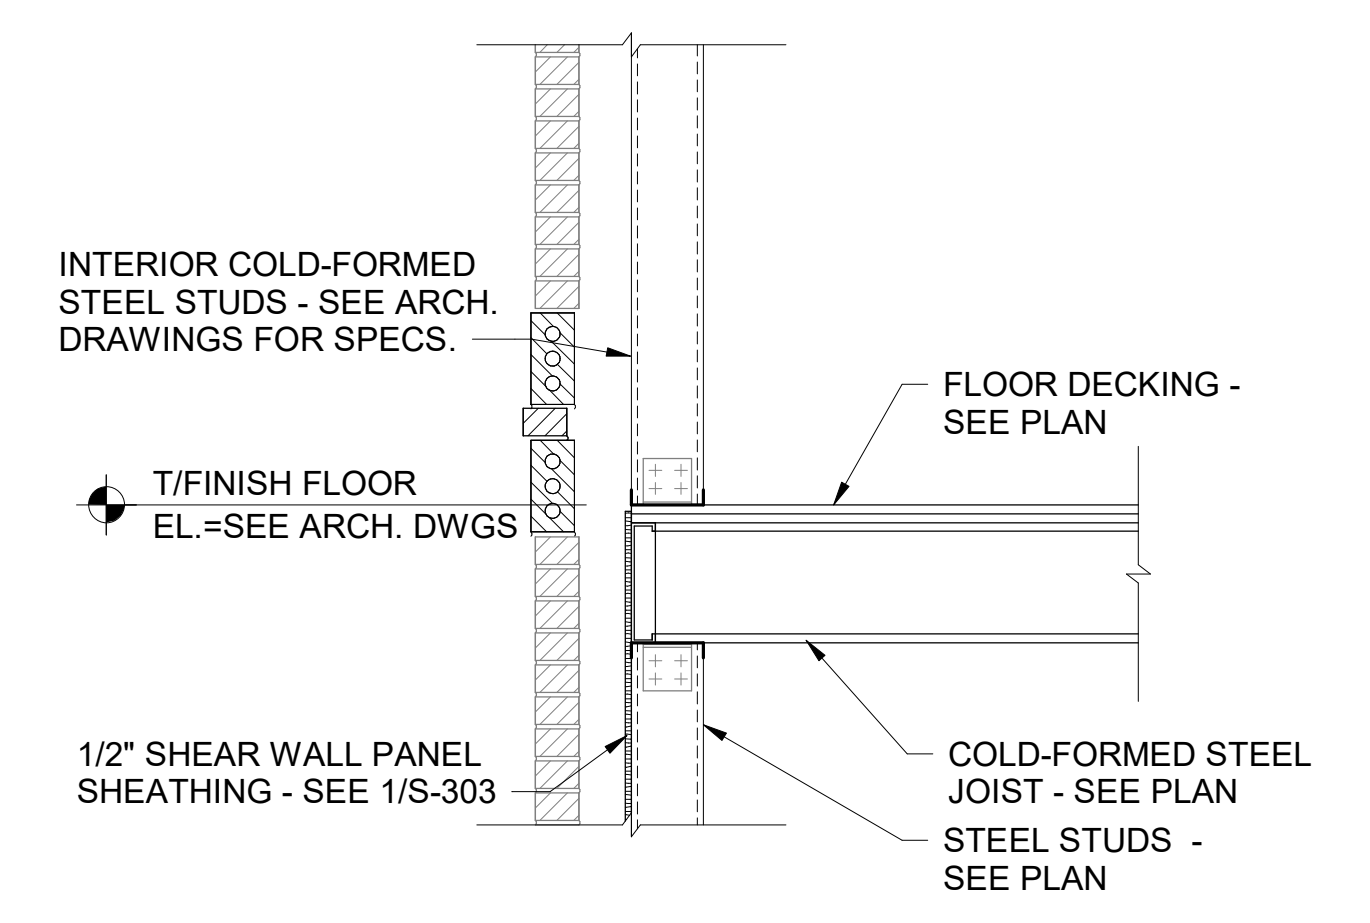 INTERIOR COLD-FORMED
STEEL STUDS - SEE ARCH.
DRAWINGS FOR SPECS.
FLOOR DECKING -
SEE PLAN
T/FINISH FLOOR
EL.=SEE ARCH. DWGS
1/2" SHEAR WALL PANEL
SHEATHING - SEE 1/S-303
COLD-FORMED STEEL
JOIST - SEE PLAN
STEEL STUDS -
SEE PLAN